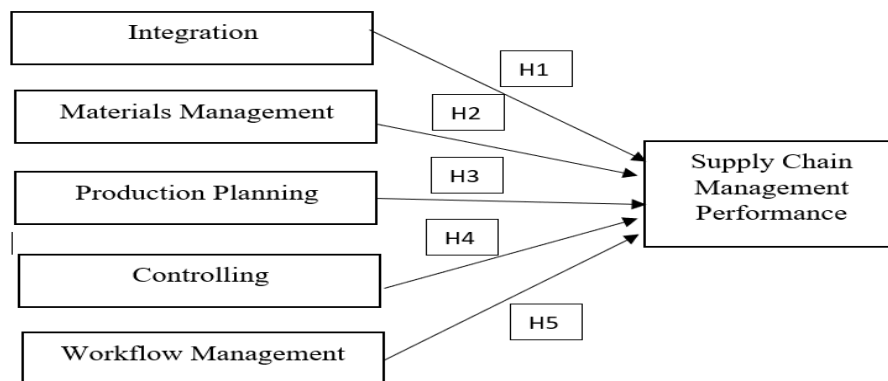 Integration
H1
Materials Management
H2
Supply Chain
Management
Performance
Production Planning
H3
H4
Controlling
H5
Workflow Management